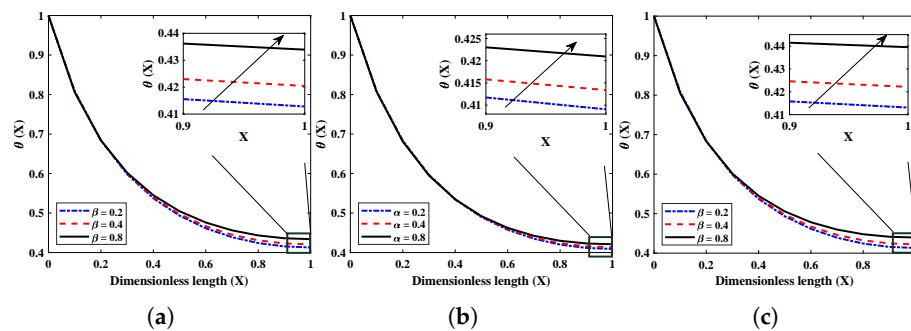 1
0.9
0.8
0.7
0.6
0.5
0.4
θ (X)
0 0.2 0.4 0.6 0.8 1
Dimensionless length (X)
β = 0.2
β = 0.4
β = 0.8
0.44
0.43
0.42
0.41
θ (X)
0.9 1
X
(a)
1
0.9
0.8
0.7
0.6
0.5
0.4
θ (X)
0 0.2 0.4 0.6 0.8 1
Dimensionless length (X)
α = 0.2
α = 0.4
α = 0.8
0.425
0.42
0.415
0.41
θ (X)
0.9 1
X
(b)
1
0.9
0.8
0.7
0.6
0.5
0.4
θ (X)
0 0.2 0.4 0.6 0.8 1
Dimensionless length (X)
β = 0.2
β = 0.4
β = 0.8
0.44
0.43
0.42
0.41
θ (X)
0.9 1
X
(c)